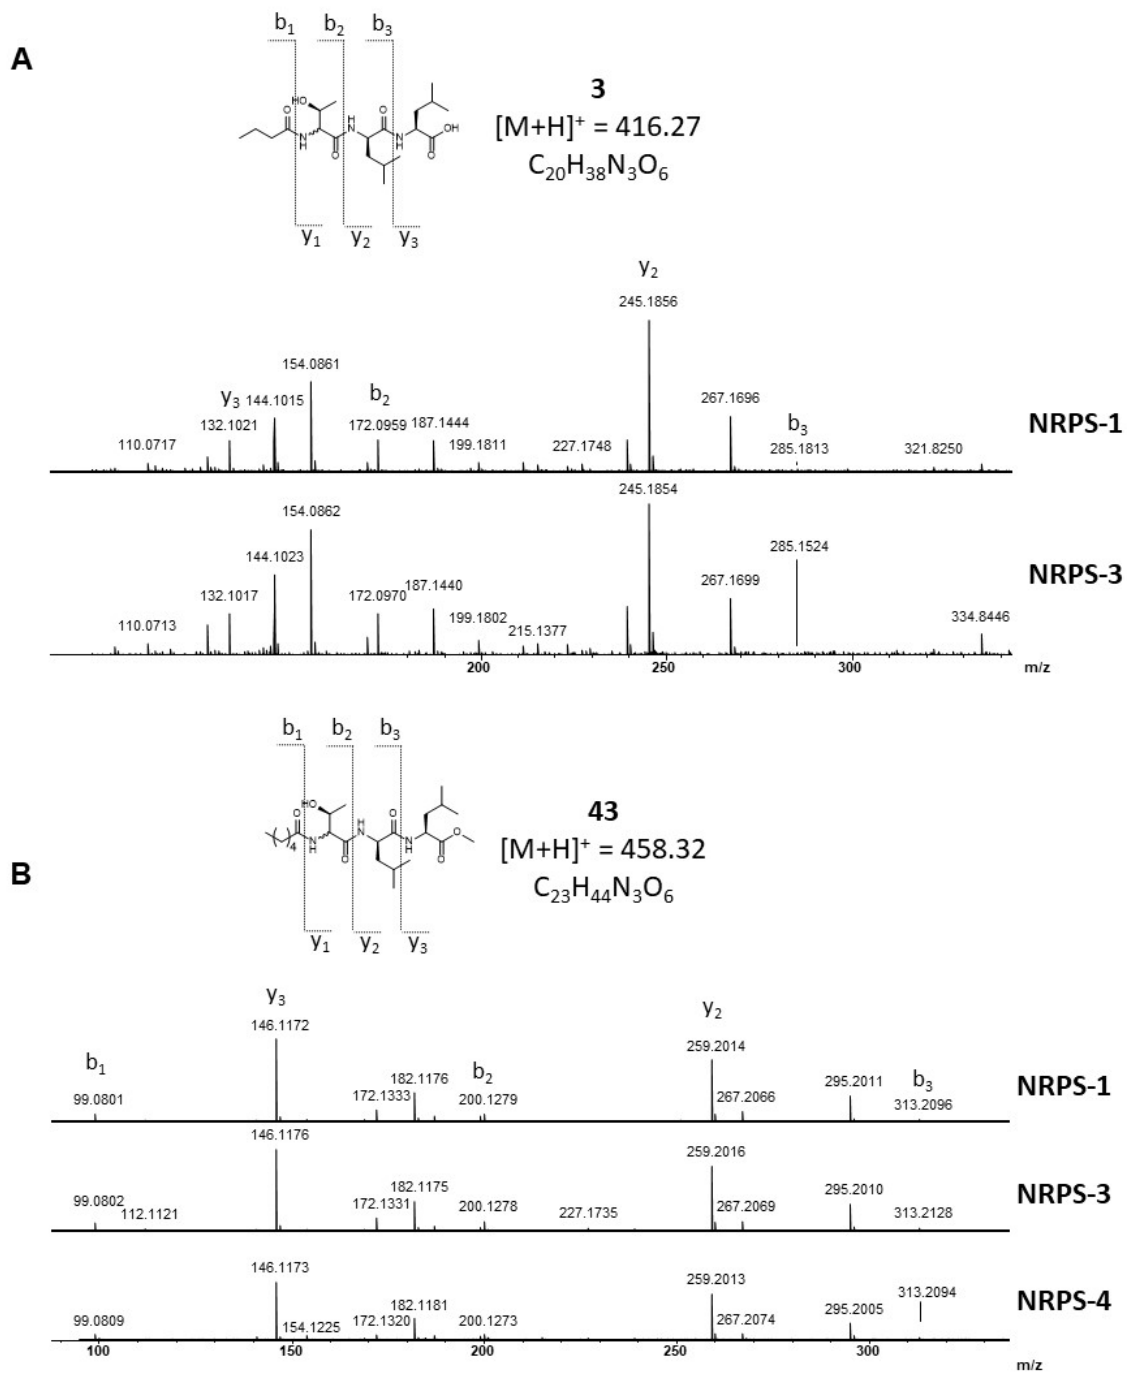 A
b1 b2 b3
3
[M+H]+ = 416.27
C20H38N3O6
HO O H N O H N O H N O OH
y1 y2 y3
y2
245.1856
154.0861
y3 144.1015 b2 267.1696
132.1021 172.0959 187.1444 b3
110.0717 199.1811 227.1748 285.1813 321.8250
NRPS-1
245.1854
154.0862
144.1023 285.1524
132.1017 172.0970 187.1440 267.1699
110.0713 199.1802 215.1377 334.8446
NRPS-3
200 250 300 m/z
b1 b2 b3
43
[M+H]+ = 458.32
C23H44N3O6
HO O H N O H N O H N O O 4
B
y1 y2 y3
y3 y2
146.1172 259.2014
b1 182.1176 b2 295.2011 b3
99.0801 172.1333 200.1279 267.2066 313.2096
NRPS-1
146.1176 259.2016
99.0802 182.1175 295.2010
112.1121 172.1331 200.1278 227.1735 267.2069 313.2128
NRPS-3
146.1173 259.2013
182.1181 313.2094
99.0809 154.1225 172.1320 200.1273 267.2074 295.2005
NRPS-4
100 150 200 250 300
m/z